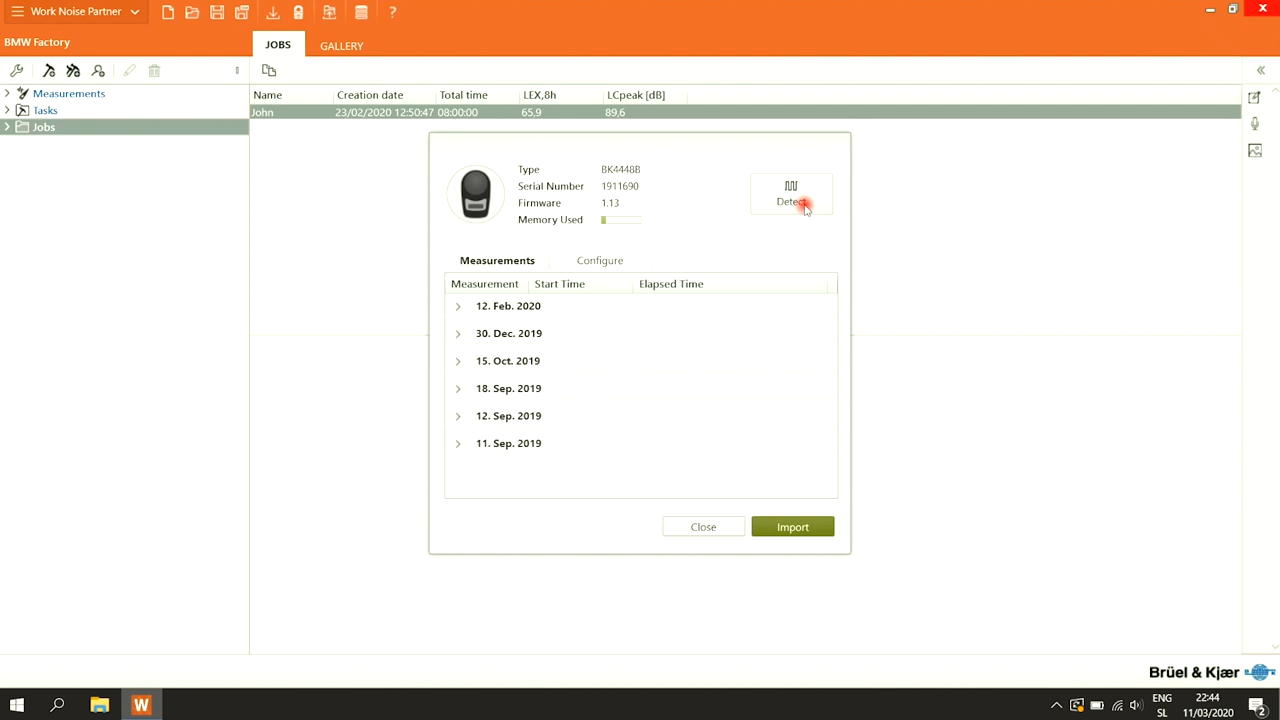 Work Noise Partner
BMW Factory
JOBS
GALLERY
Measurements
Tasks
Jobs
Name Creation date Total time LEX,8h LCpeak [dB]
John 23/02/2020 12:50:47 08:00:00 65,9 89,6
Type BK4448B
Serial Number 1911690
Firmware 1.13
Memory Used
Detect
Measurements Configure
Measurement Start Time Elapsed Time
12. Feb. 2020
30. Dec. 2019
15. Oct. 2019
18. Sep. 2019
12. Sep. 2019
11. Sep. 2019
Close Import
Brüel & Kjær
W
ENG
SL
22:44
11/03/2020
2